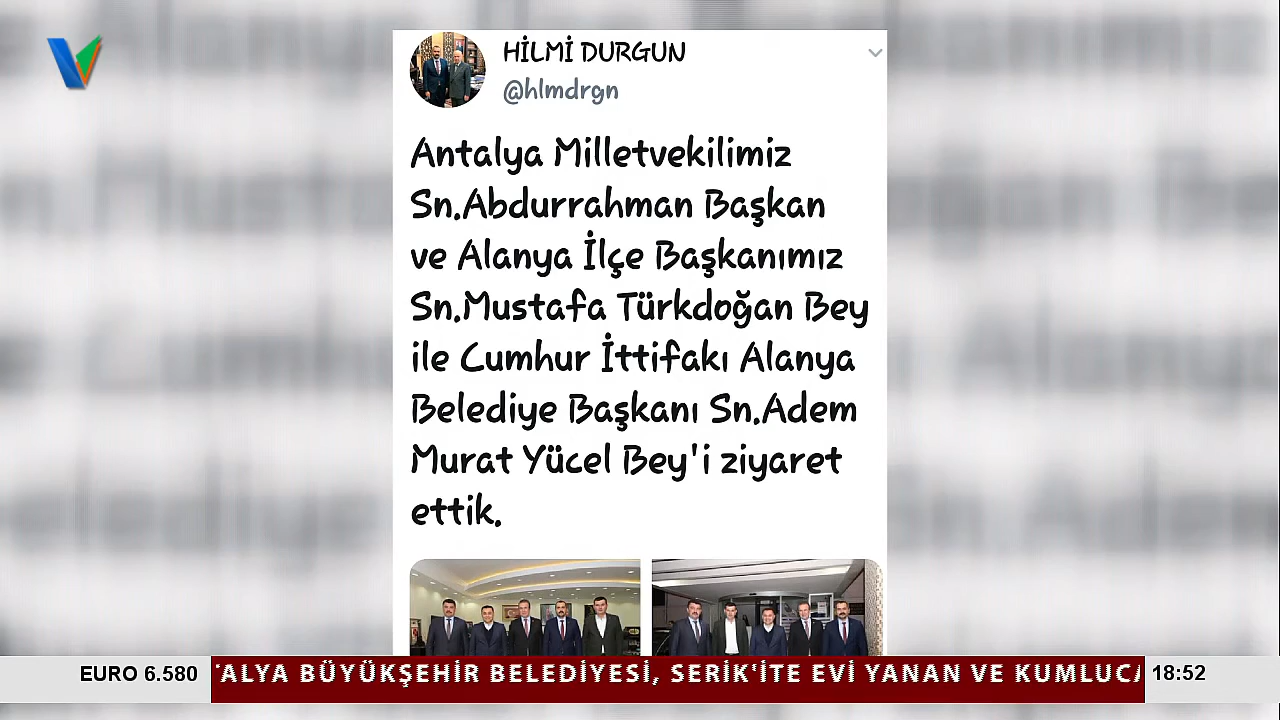 HİLMİ DURGUN
@hlmdrgn
Antalya Milletvekilimiz
Sn.Abdurrahman Başkan
ve Alanya İlçe Başkanımız
Sn.Mustafa Türkdoğan Bey
ile Cumhur İttifakı Alanya
Belediye Başkanı Sn.Adem
Murat Yücel Bey'i ziyaret
ettik.
EURO 6.580
ALYA BÜYÜKŞEHİR BELEDİYESİ, SERİK'İTE EVİ YANAN VE KUMLUCA
18:52